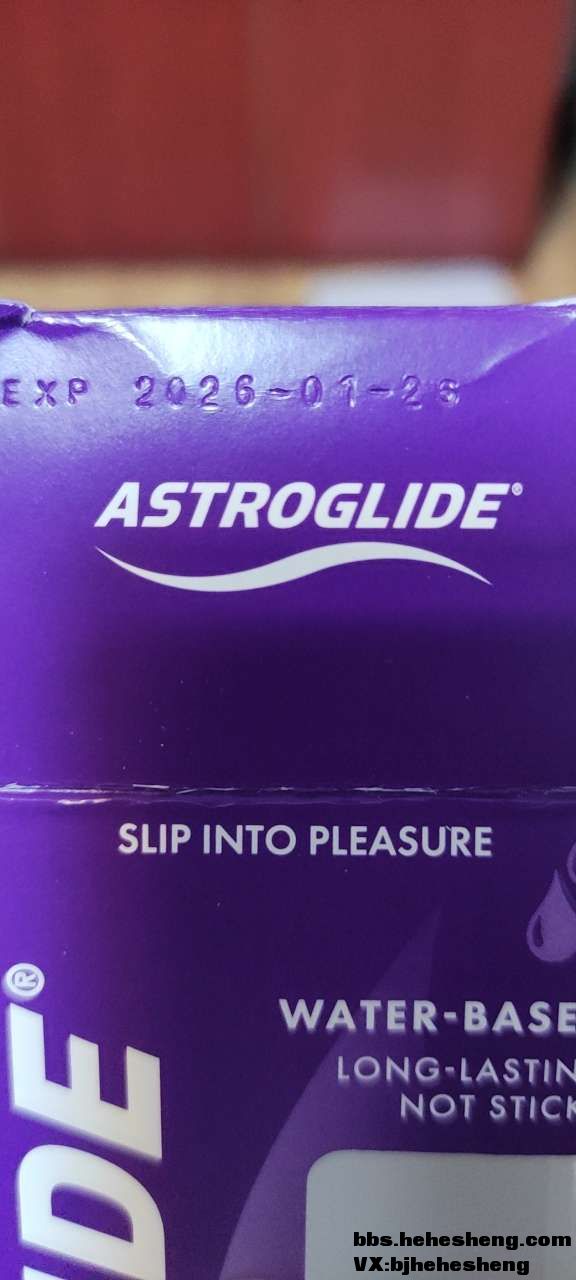 EXP 2026-01-26
ASTROGLIDE®
SLIP INTO PLEASURE
WATER-BASE
LONG-LASTIN
NOT STICK
DE®
bbs.hehesheng.com
VX:bjhehesheng